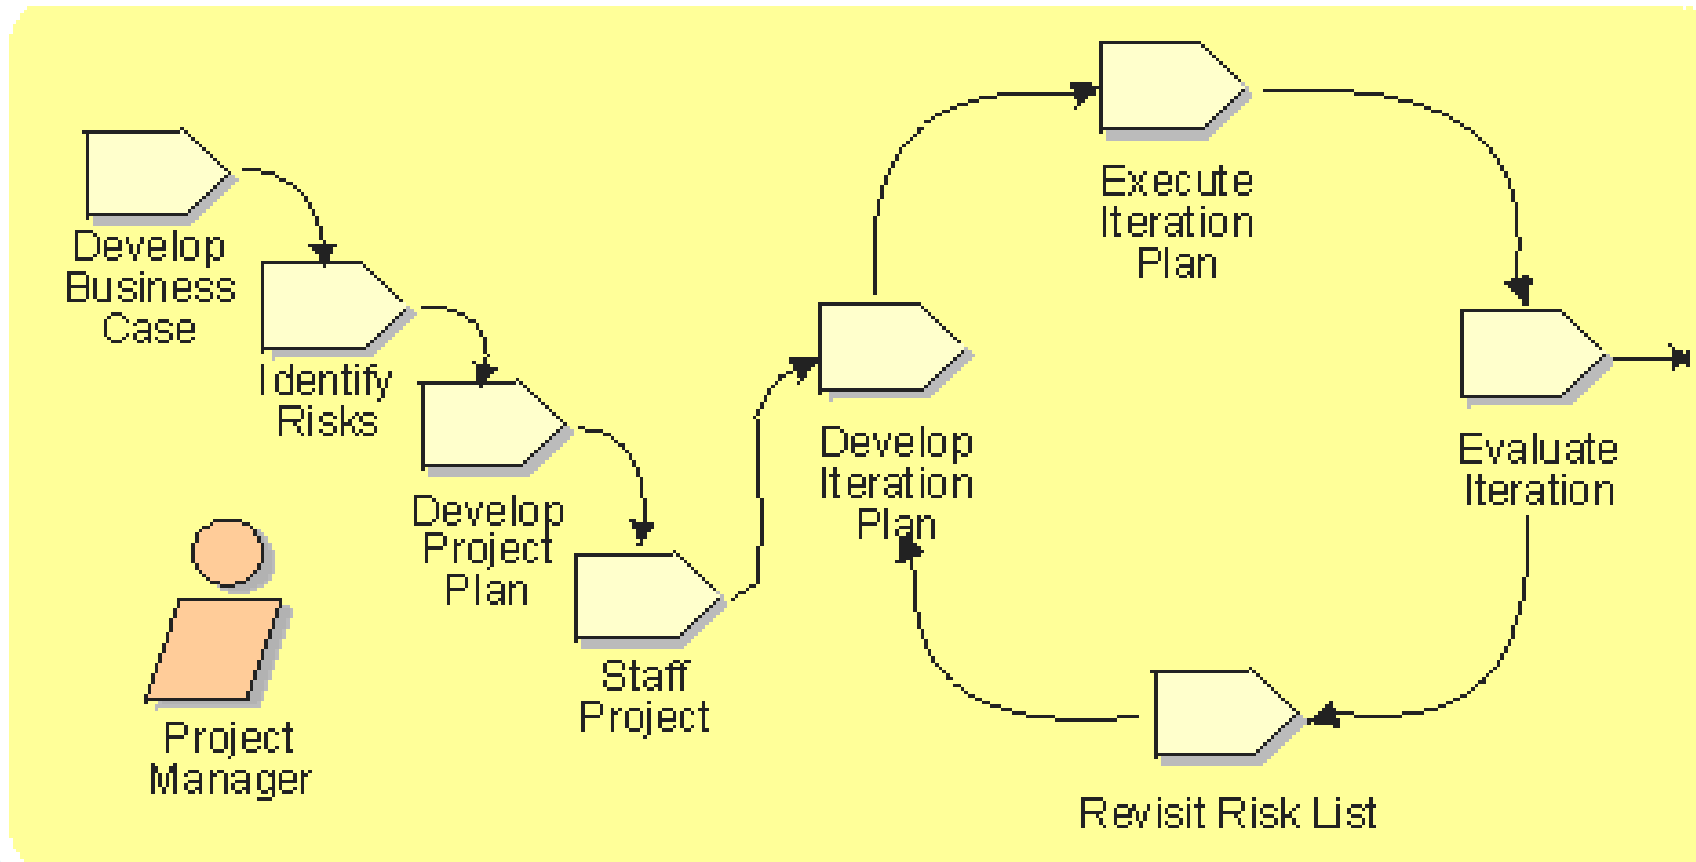 Develop
Business
Case
Identify
Risks
Develop
Project
Plan
Staff
Project
Project
Manager
Develop
Iteration
Plan
Execute
Iteration
Plan
Evaluate
Iteration
Revisit Risk List